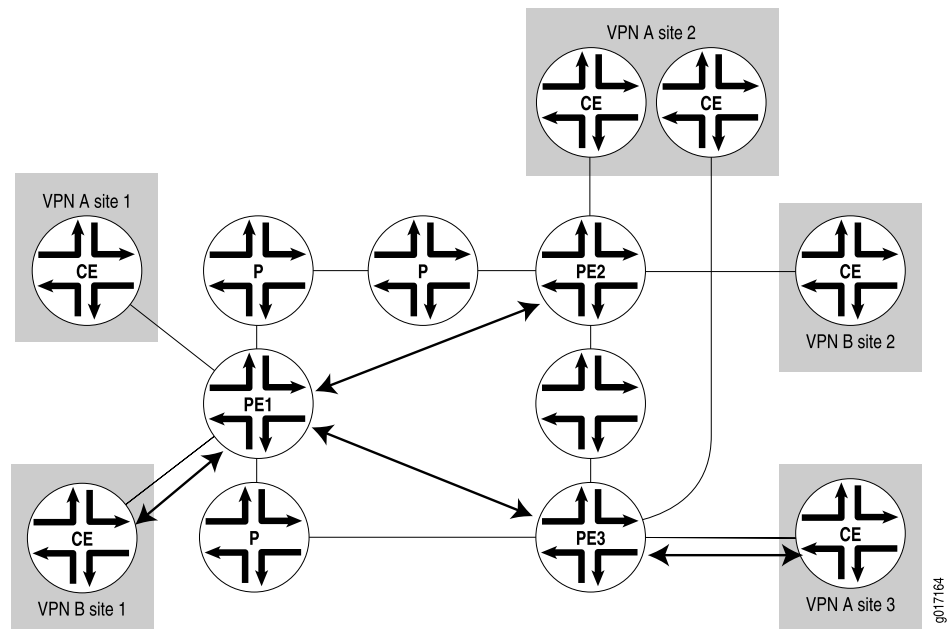 VPN A site 2
CE
CE
VPN A site 1
CE
P
P
PE2
CE
VPN B site 2
PE1
CE
VPN B site 1
P
PE3
CE
VPN A site 3
g017164